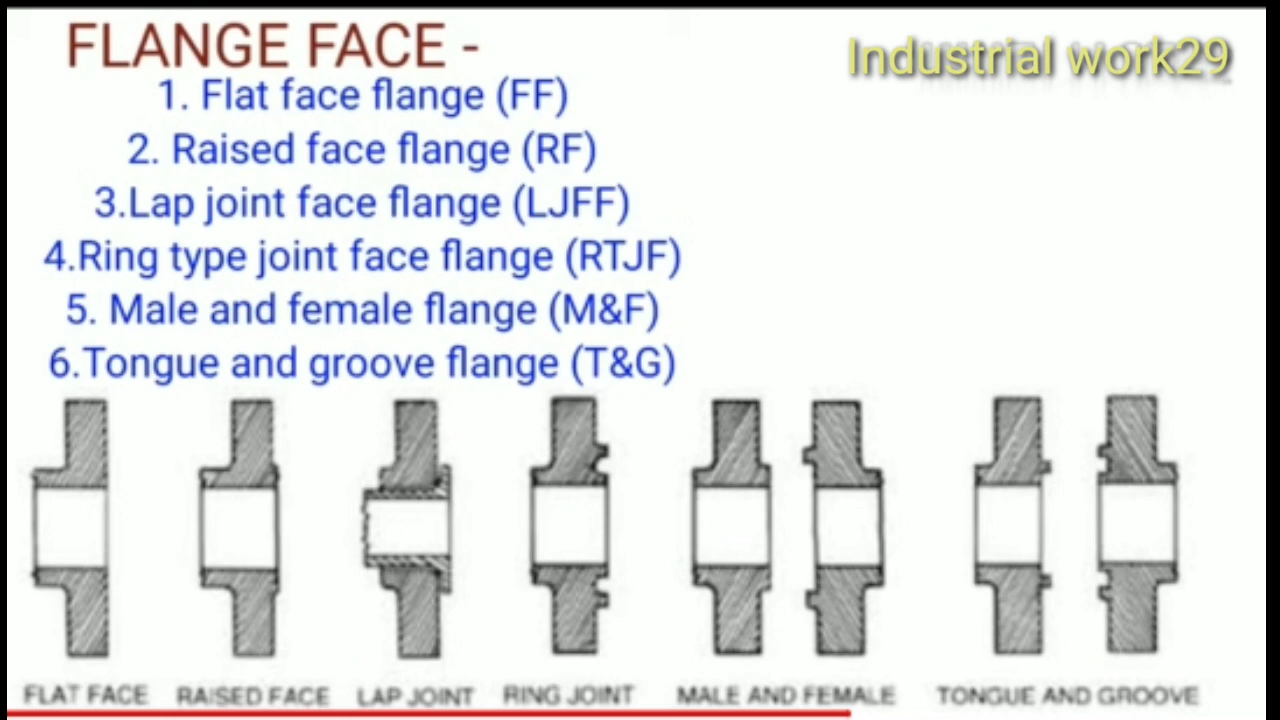 FLANGE FACE -
Industrial work29
1. Flat face flange (FF)
2. Raised face flange (RF)
3.Lap joint face flange (LJFF)
4.Ring type joint face flange (RTJF)
5. Male and female flange (M&F)
6.Tongue and groove flange (T&G)
FLAT FACE RAISED FACE LAP JOINT RING JOINT MALE AND FEMALE TONGUE AND GROOVE